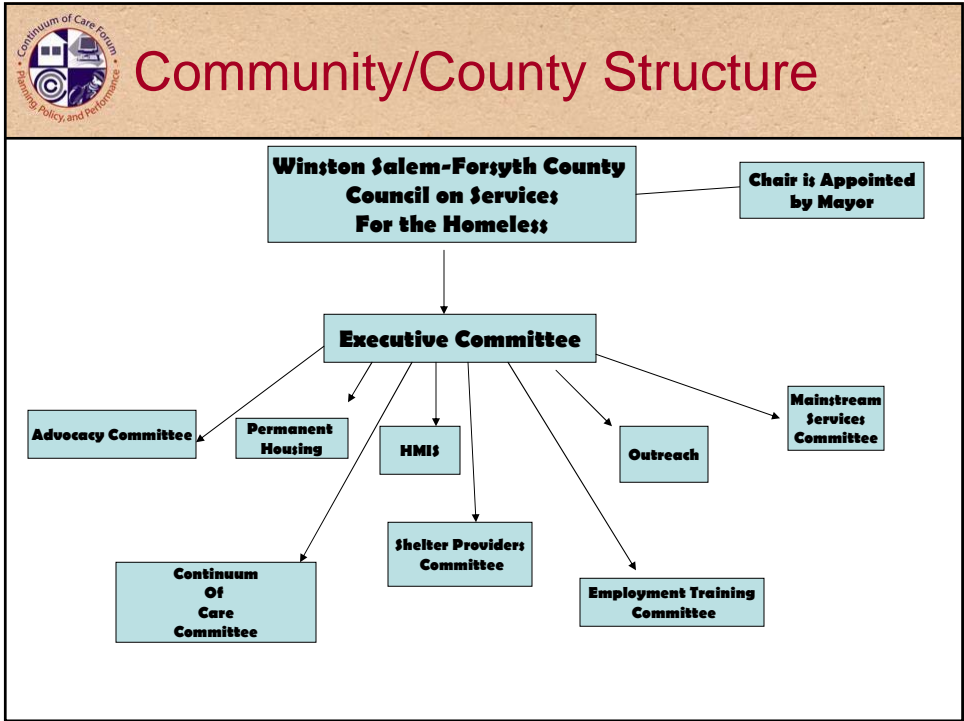 Continuum of Care Forum
Planning, Policy, and Performance
Community/County Structure
Winston Salem-Forsyth County
Council on Services
For the Homeless
Chair is Appointed
by Mayor
Executive Committee
Advocacy Committee
Permanent
Housing
HMIS
Outreach
Mainstream
Services
Committee
Continuum
Of
Care
Committee
Shelter Providers
Committee
Employment Training
Committee